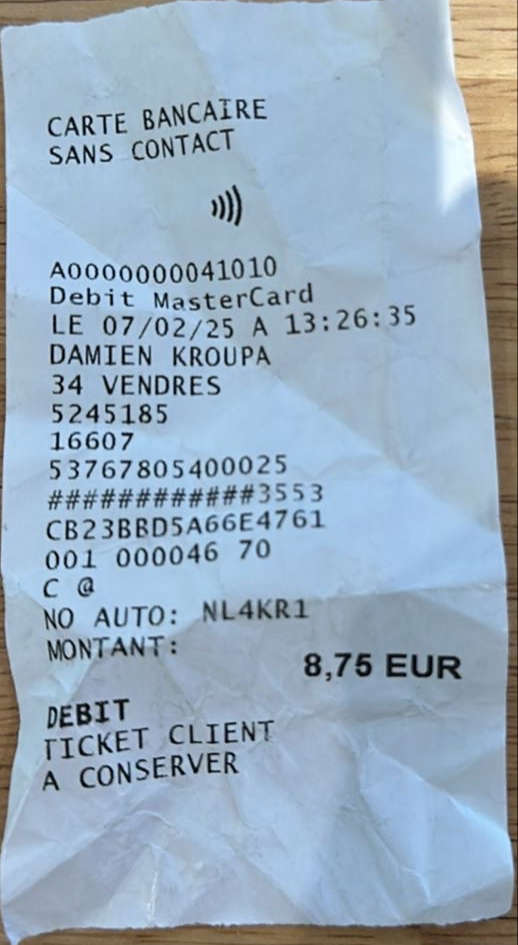 CARTE BANCAIRE
SANS CONTACT
A0000000041010
Debit MasterCard
LE 07/02/25 A 13:26:35
DAMIEN KROUPA
34 VENDRES
5245185
16607
53767805400025
############3553
CB23BBD5A66E4761
001 000046 70
C @
NO AUTO: NL4KR1
MONTANT:
8,75 EUR
DEBIT
TICKET CLIENT
A CONSERVER